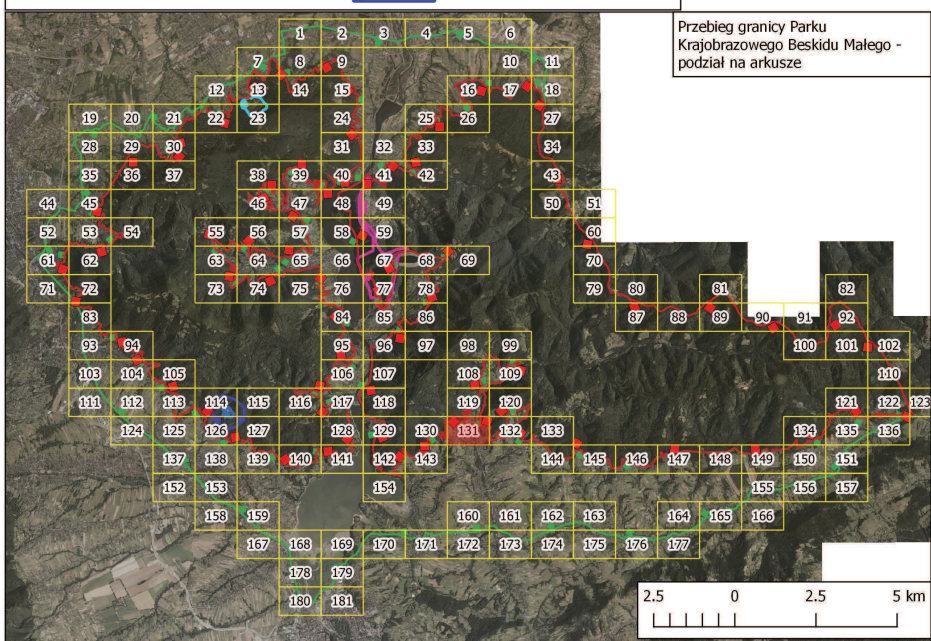 Przebieg granicy Parku
Krajobrazowego Beskidu Małego -
podział na arkusze
1 2 3 4 5 6
7 8 9 10 11
12 13 14 15 16 17 18
19 20 21 22 23 24 25 26 27
28 29 30 31 32 33 34
35 36 37 38 39 40 41 42 43
44 45 46 47 48 49 50 51
52 53 54 55 56 57 58 59 60
61 62 63 64 65 66 67 68 69 70
71 72 73 74 75 76 77 78 79 80 81 82
83 84 85 86 87 88 89 90 91 92
93 94 95 96 97 98 99 100 101 102
103 104 105 106 107 108 109 110
111 112 113 114 115 116 117 118 119 120 121 122 123
124 125 126 127 128 129 130 131 132 133 134 135 136
137 138 139 140 141 142 143 144 145 146 147 148 149 150 151
152 153 154 155 156 157
158 159 160 161 162 163 164 165 166
167 168 169 170 171 172 173 174 175 176 177
178 179
180 181
2.5 0 2.5 5 km